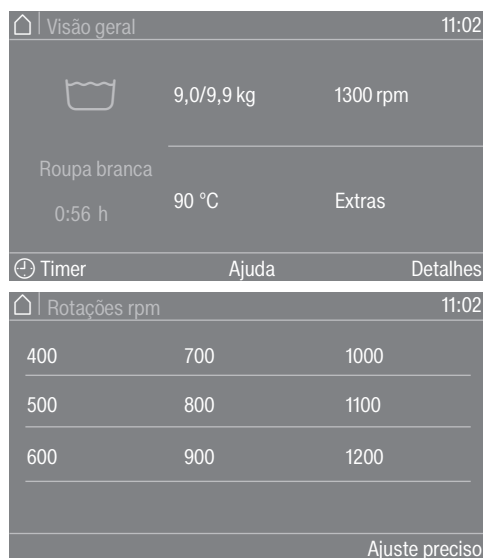 Visão geral 11:02
9,0/9,9 kg 1300 rpm
Roupa branca
0:56 h
90 °C Extras
Timer Ajuda Detalhes
Rotações rpm 11:02
400 700 1000
500 800 1100
600 900 1200
Ajuste preciso